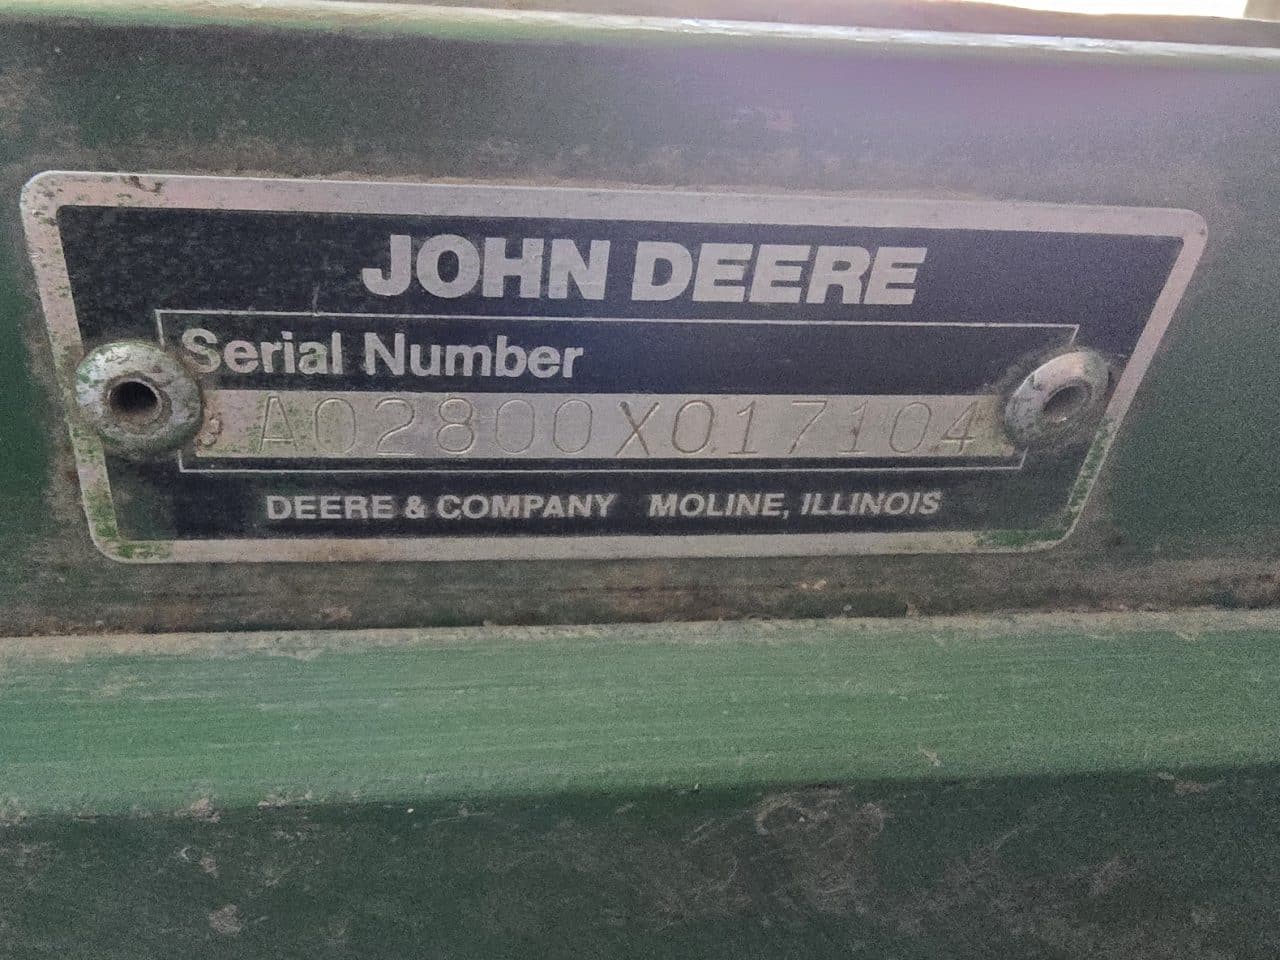 JOHN DEERE
Serial Number
A02800X017104
DEERE & COMPANY MOLINE, ILLINOIS